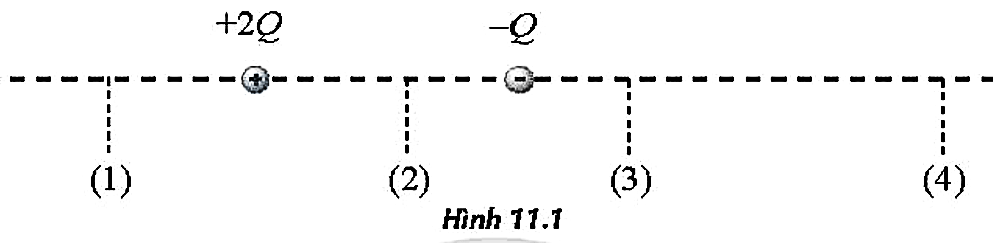 +2Q –Q
(1) (2) (3) (4)
Hình 11.1